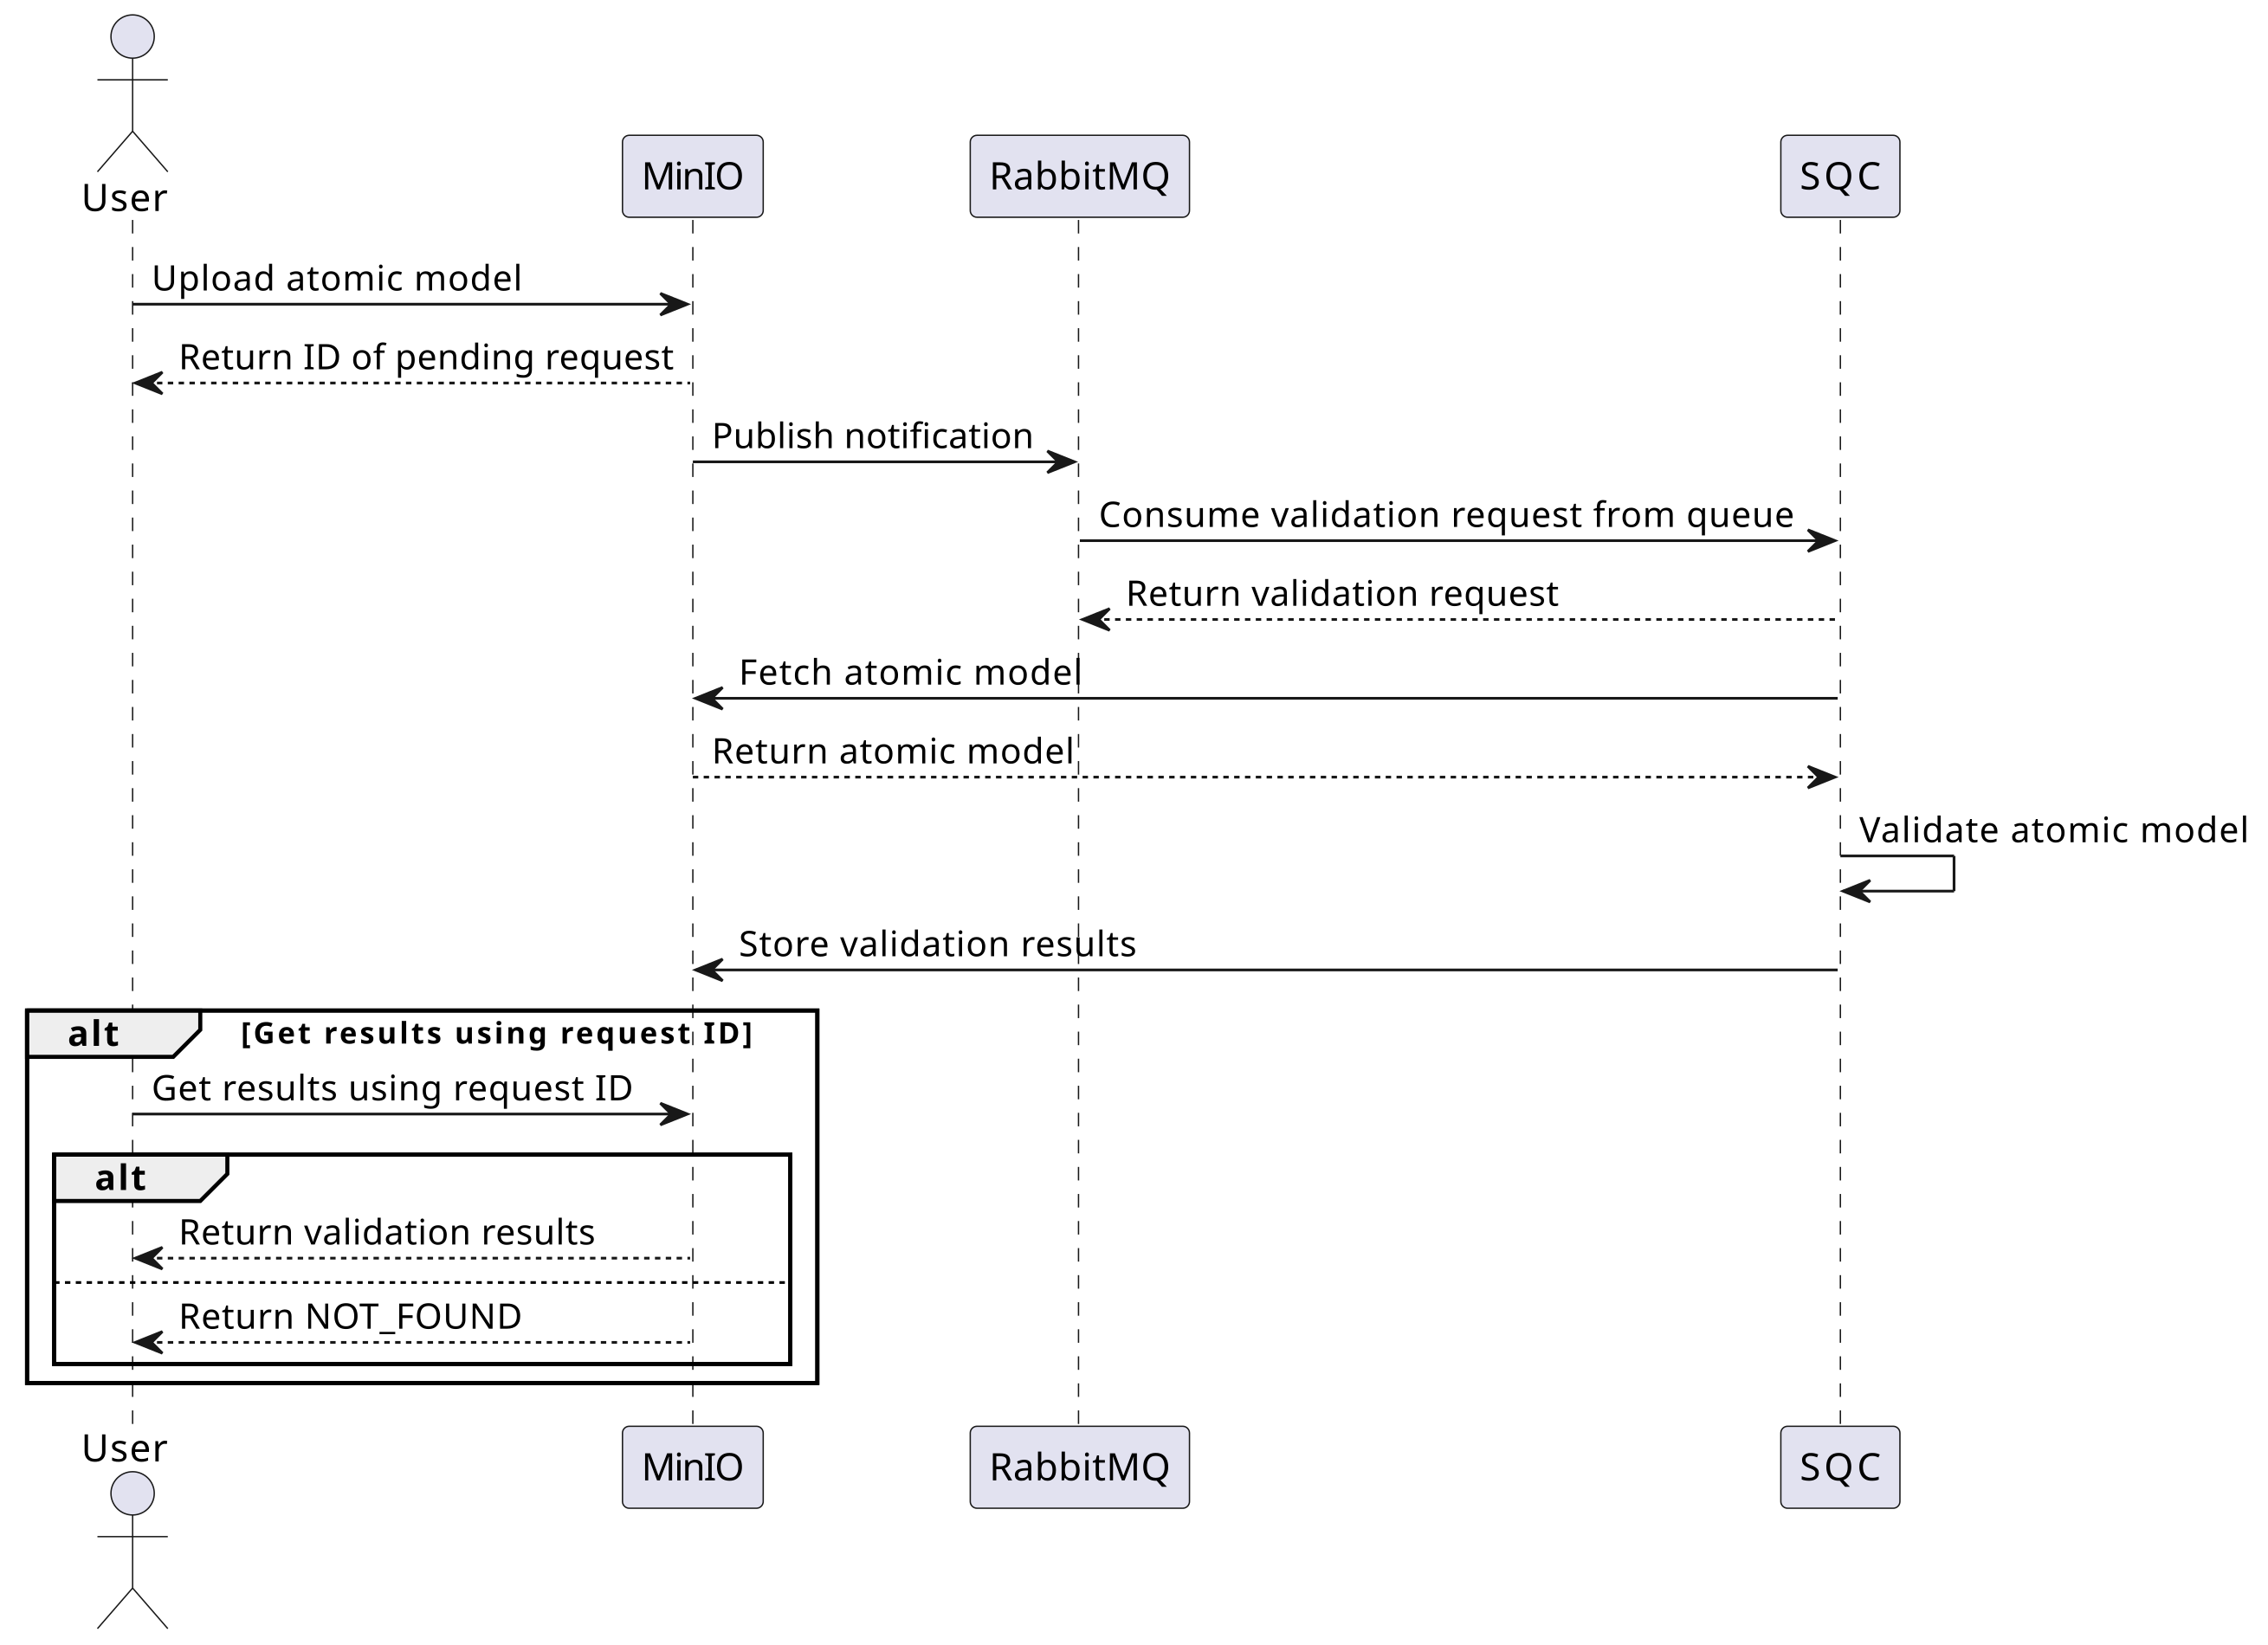 User
MinIO
RabbitMQ
SQC
Upload atomic model
Return ID of pending request
Publish notification
Consume validation request from queue
Return validation request
Fetch atomic model
Return atomic model
Validate atomic model
Store validation results
alt
[Get results using request ID]
Get results using request ID
alt
Return validation results
Return NOT_FOUND
User
MinIO
RabbitMQ
SQC